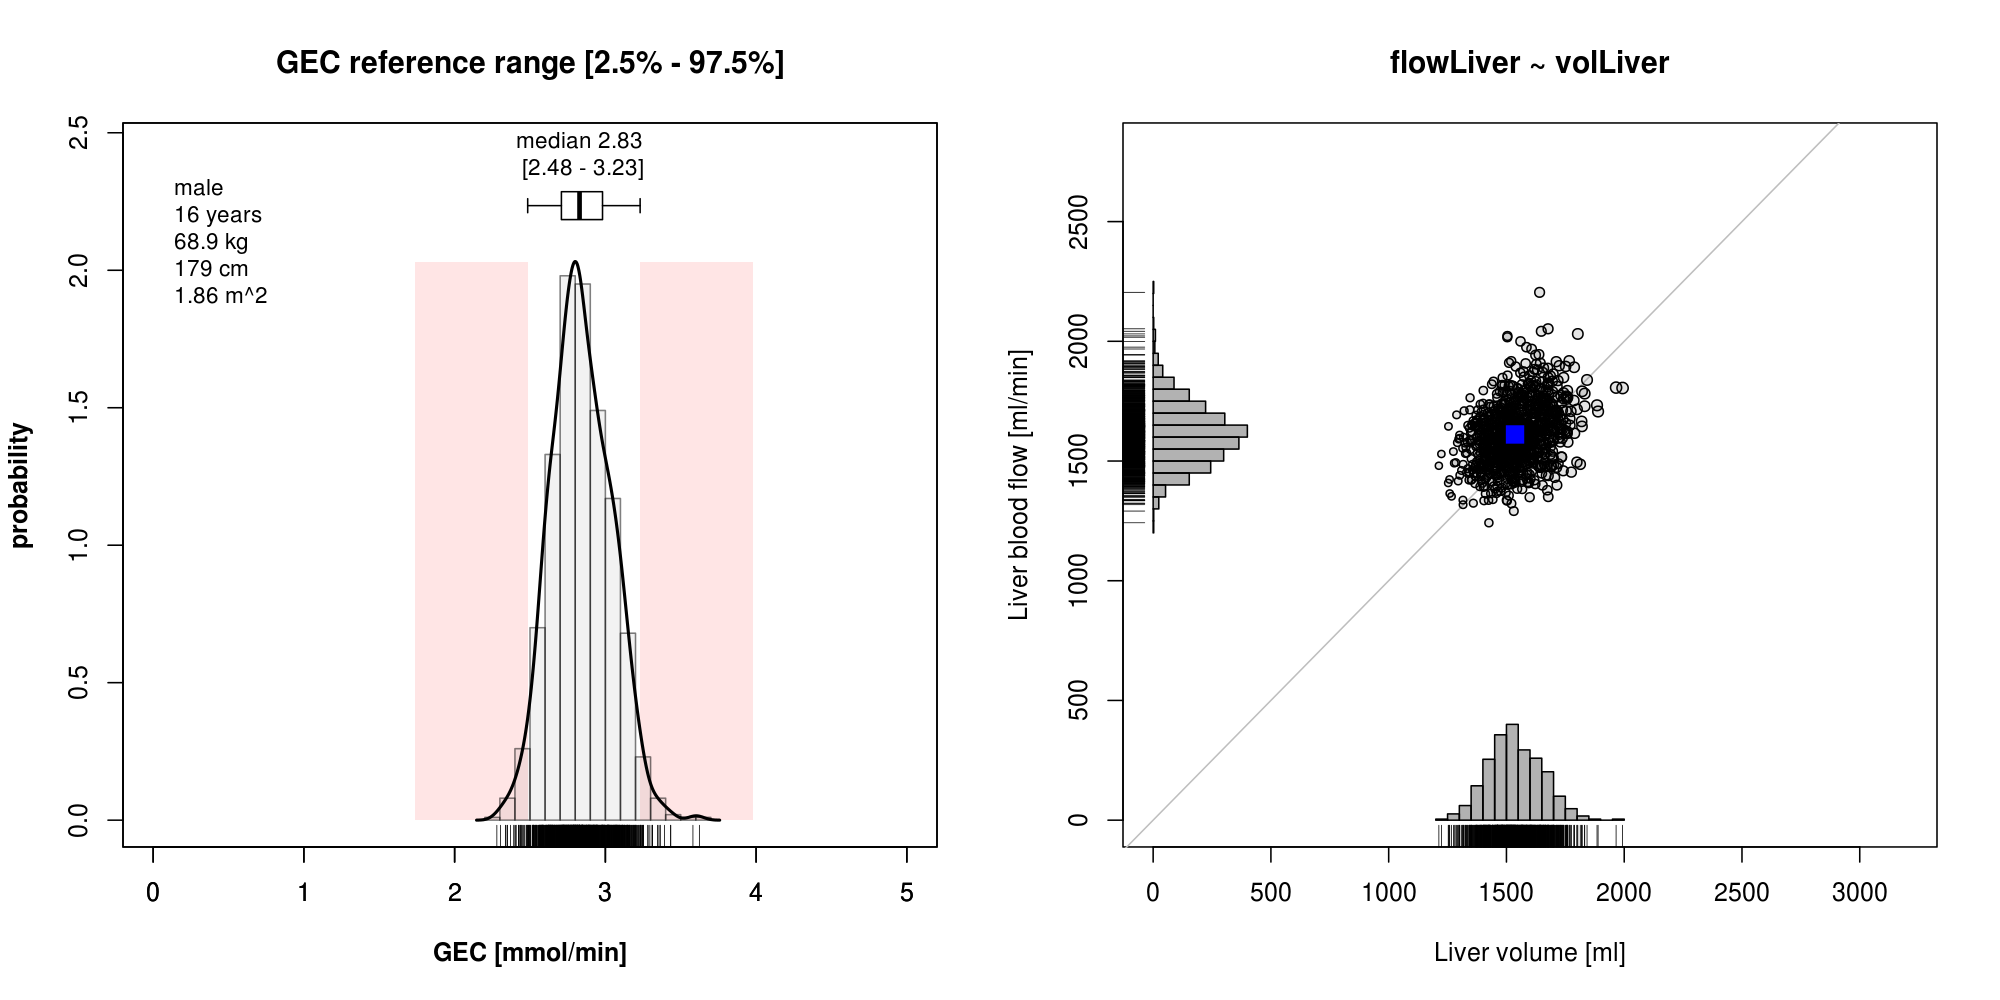 GEC reference range [2.5% - 97.5%]
median 2.83
[2.48 - 3.23]
male
16 years
68.9 kg
179 cm
1.86 m^2
probability
2.5
2.0
1.5
1.0
0.5
0.0
0 1 2 3 4 5
GEC [mmol/min]
flowLiver ~ volLiver
Liver blood flow [ml/min]
2500
2000
1500
1000
500
0
0 500 1000 1500 2000 2500 3000
Liver volume [ml]